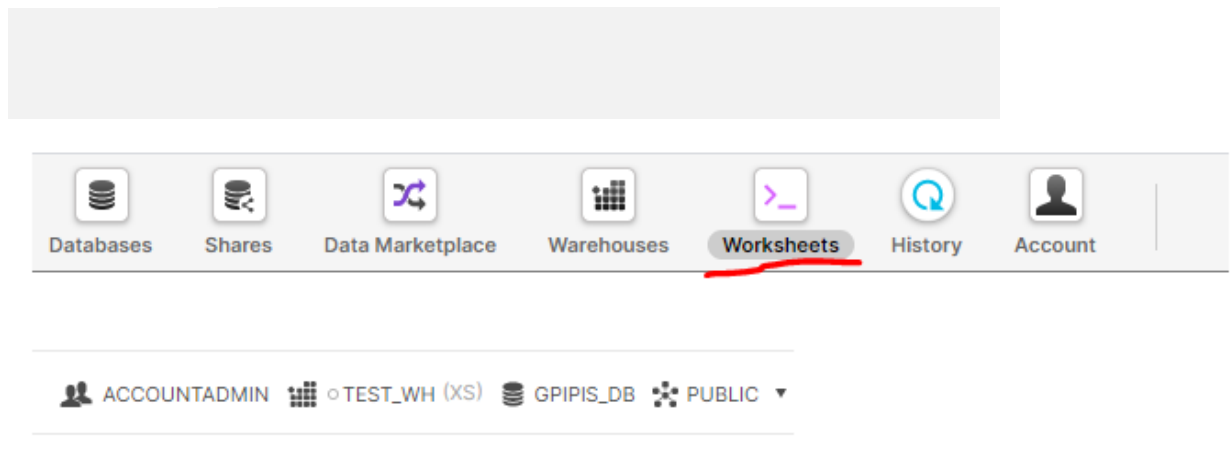 Databases Shares Data Marketplace Warehouses Worksheets History Account
ACCOUNTADMIN TEST_WH (XS) GPIPIS_DB PUBLIC